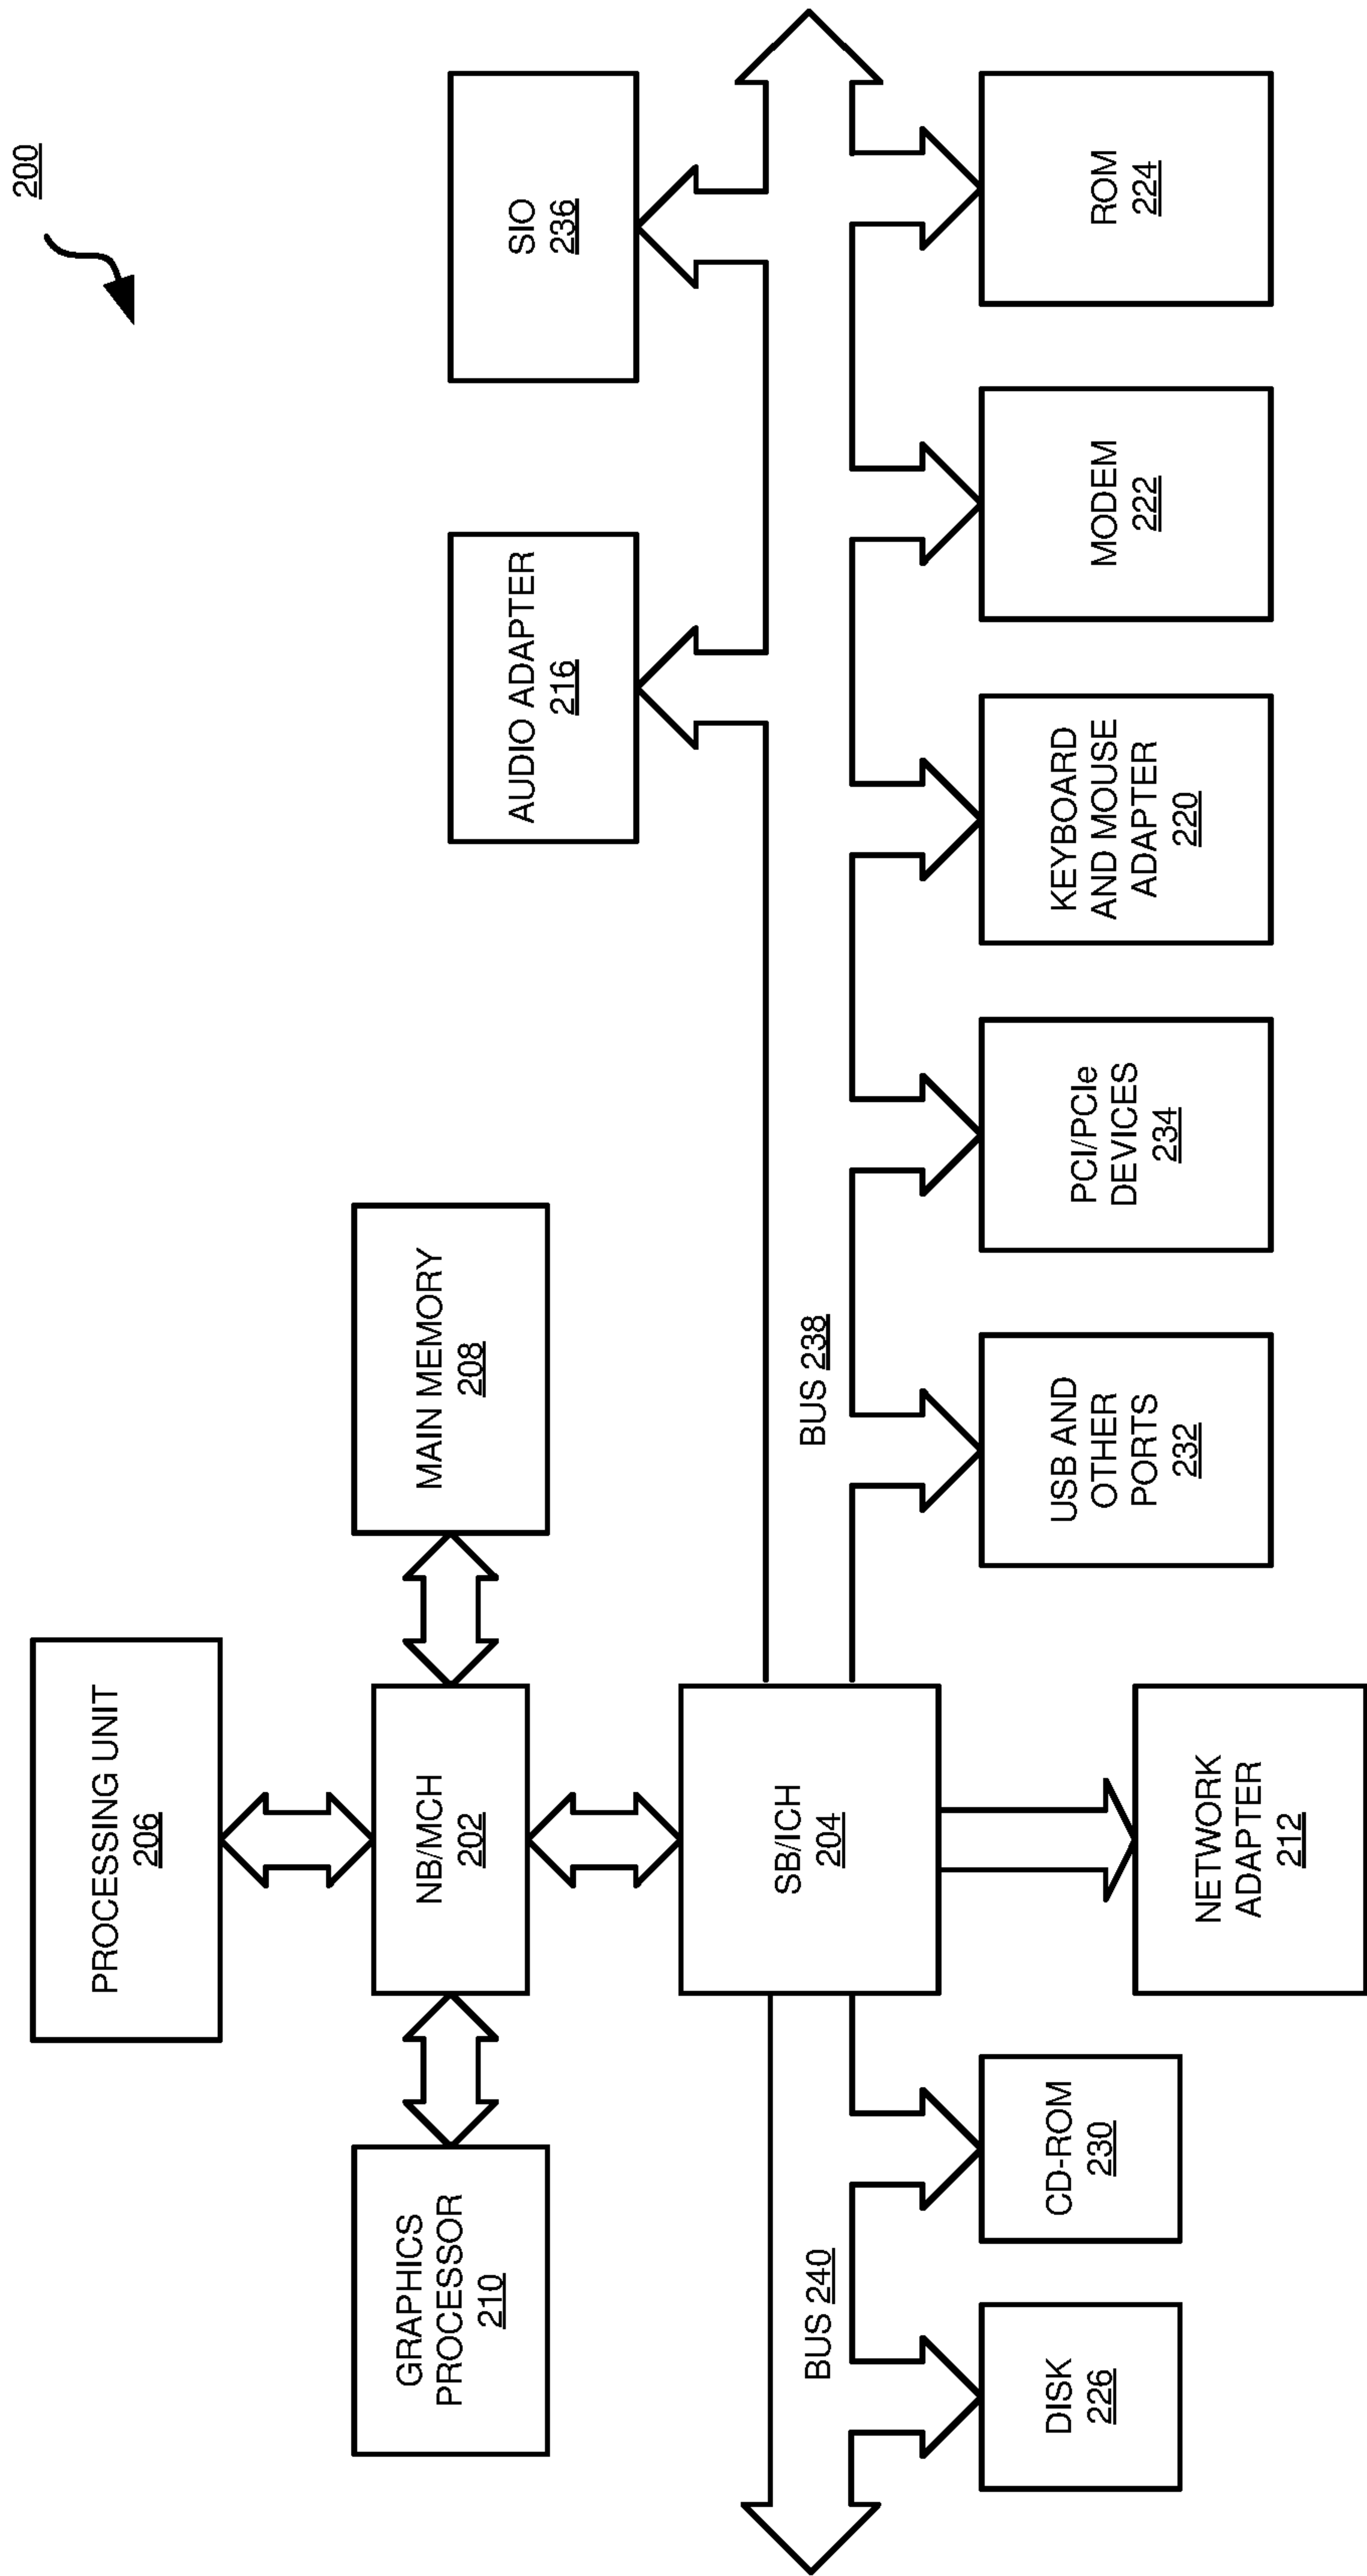 200
PROCESSING UNIT
206
GRAPHICS
PROCESSOR
210
NB/MCH
202
MAIN MEMORY
208
AUDIO ADAPTER
216
SIO
236
SB/ICH
204
BUS 240
BUS 238
DISK
226
CD-ROM
230
USB AND
OTHER
PORTS
232
PCI/PCIe
DEVICES
234
KEYBOARD
AND MOUSE
ADAPTER
220
MODEM
222
ROM
224
NETWORK
ADAPTER
212